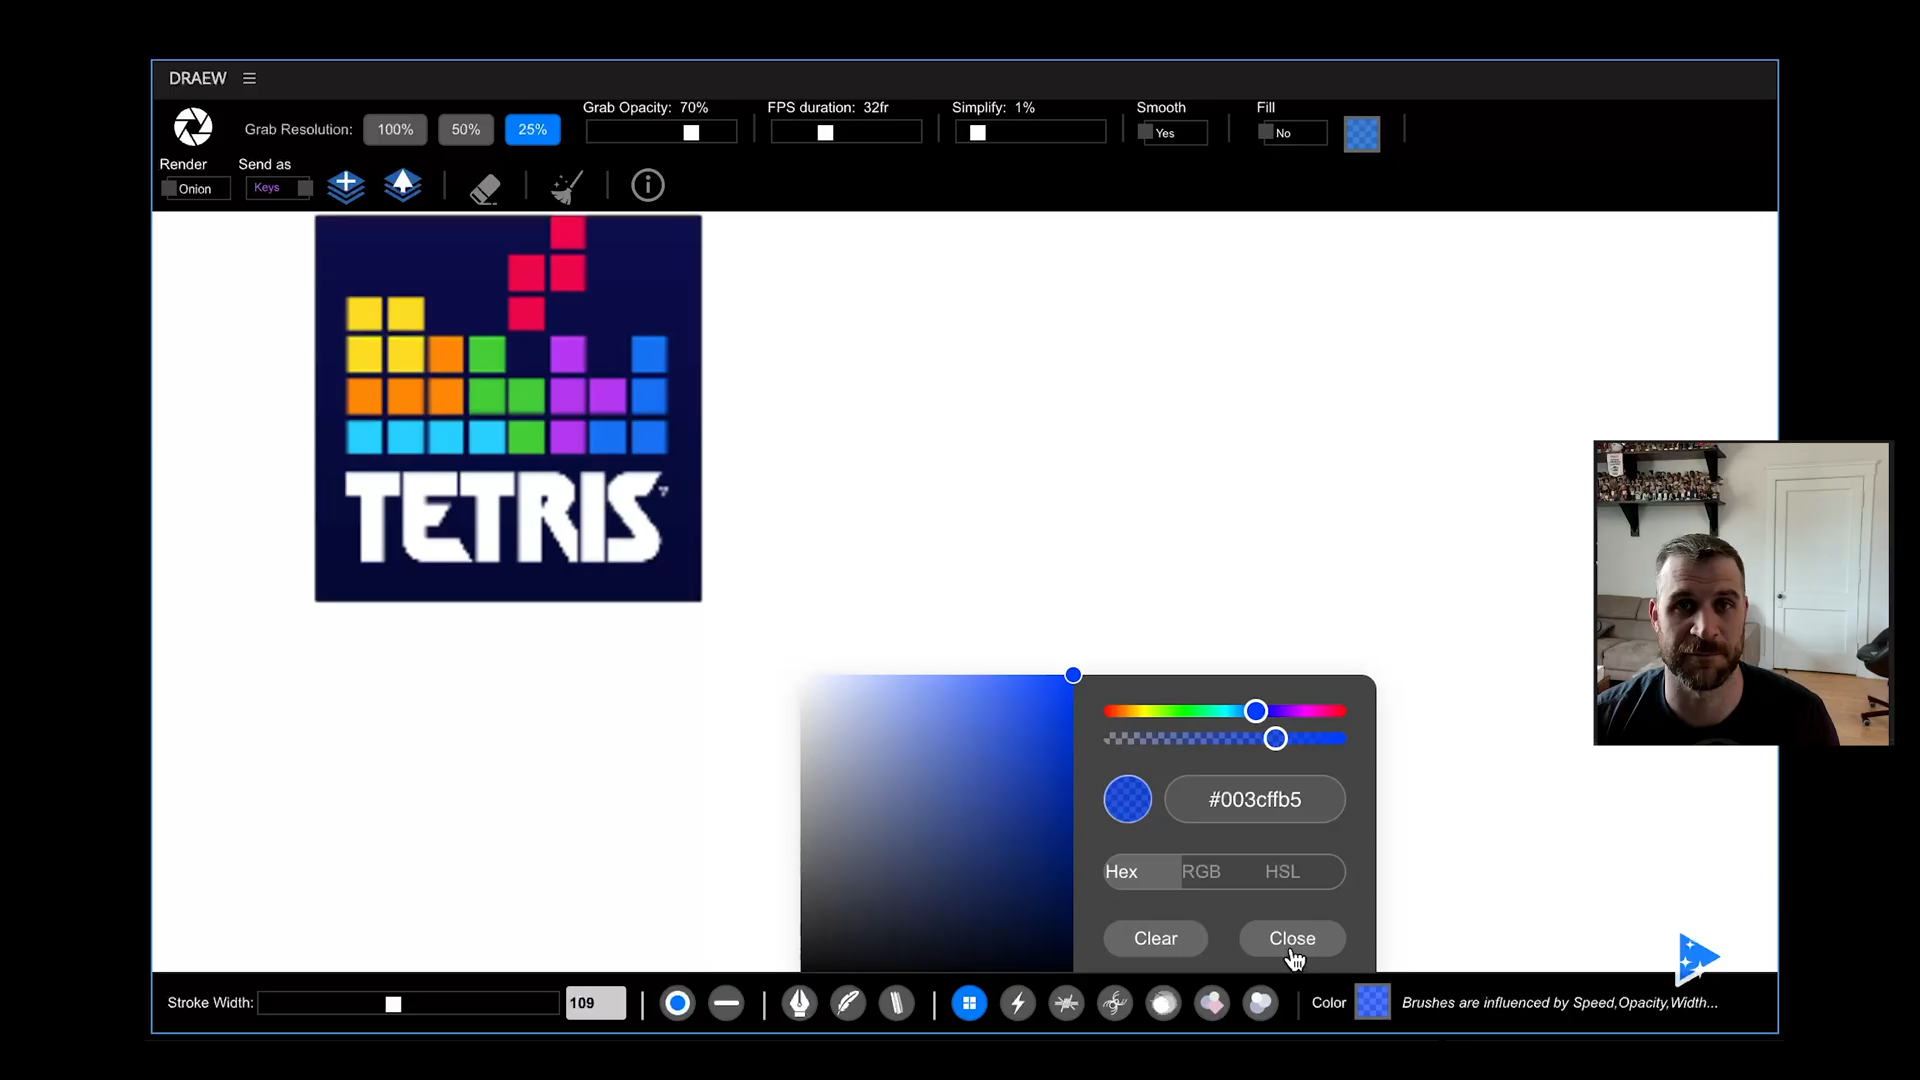 DRAEW
Grab Resolution: 100% 50% 25%
Grab Opacity: 70%
FPS duration: 32fr
Simplify: 1%
Smooth
Yes
Fill
No
Render
Onion
Send as
Keys
TETRIS
#003cffb5
Hex RGB HSL
Clear Close
Stroke Width: 109
Color
Brushes are influenced by Speed,Opacity,Width...